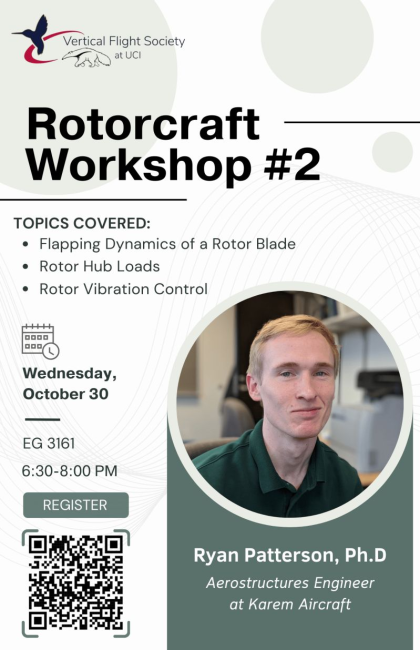 Vertical Flight Society
at UCI
Rotorcraft
Workshop #2
TOPICS COVERED:
• Flapping Dynamics of a Rotor Blade
• Rotor Hub Loads
• Rotor Vibration Control
Wednesday,
October 30
EG 3161
6:30-8:00 PM
REGISTER
Ryan Patterson, Ph.D
Aerostructures Engineer
at Karem Aircraft